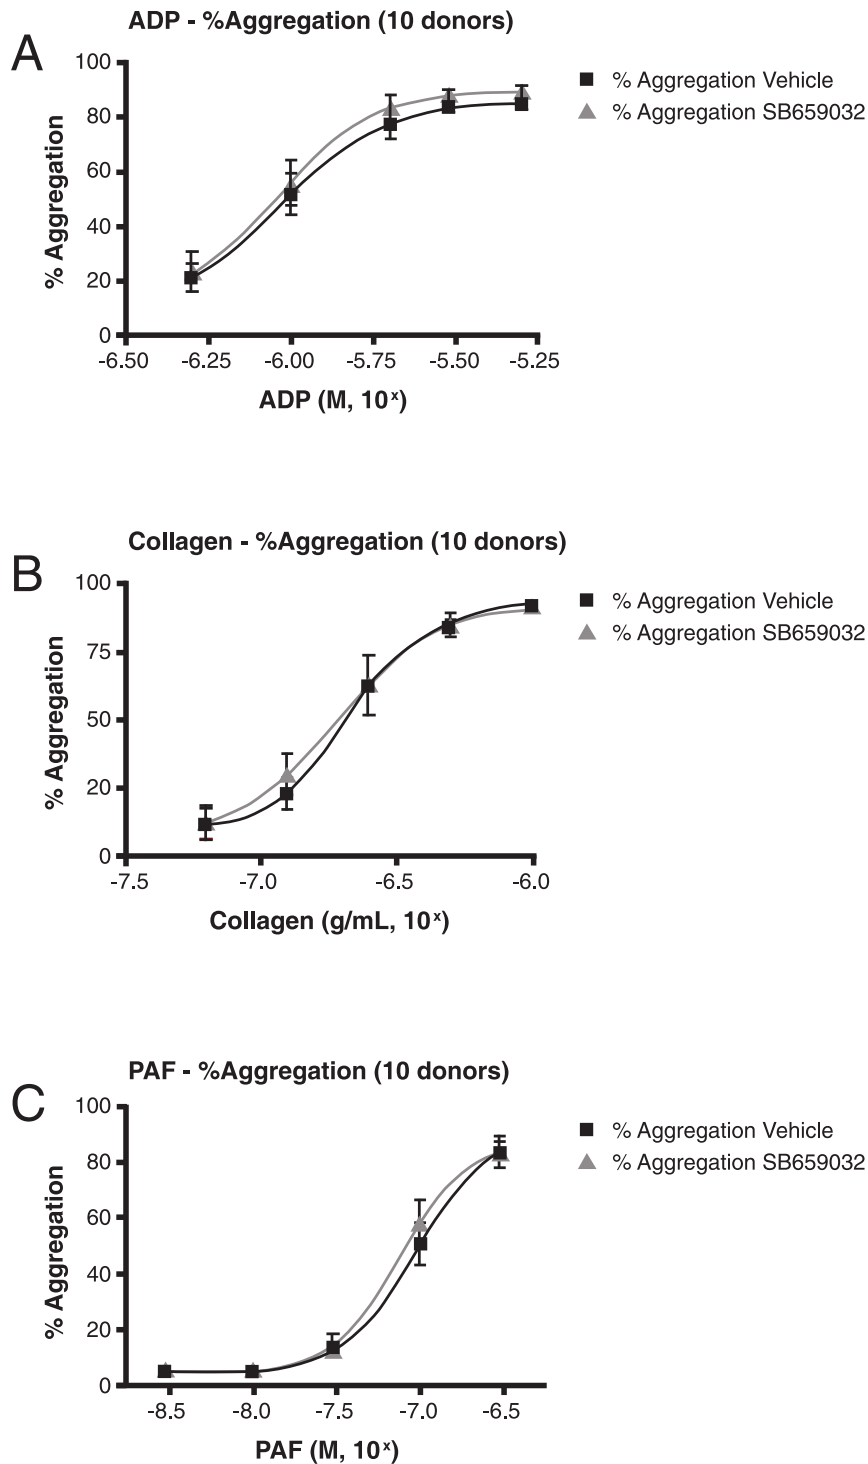 ADP - %Aggregation (10 donors)
A
% Aggregation
100
80
60
40
20
0
-6.50 -6.25 -6.00 -5.75 -5.50 -5.25
ADP (M, 10ˣ)
% Aggregation Vehicle
% Aggregation SB659032
Collagen - %Aggregation (10 donors)
B
% Aggregation
100
75
50
20
0
-7.5 -7.0 -6.5 -6.0
Collagen (g/mL, 10ˣ)
% Aggregation Vehicle
% Aggregation SB659032
PAF - %Aggregation (10 donors)
C
% Aggregation
100
80
60
40
20
0
-8.5 -8.0 -7.5 -7.0 -6.5
PAF (M, 10ˣ)
% Aggregation Vehicle
% Aggregation SB659032